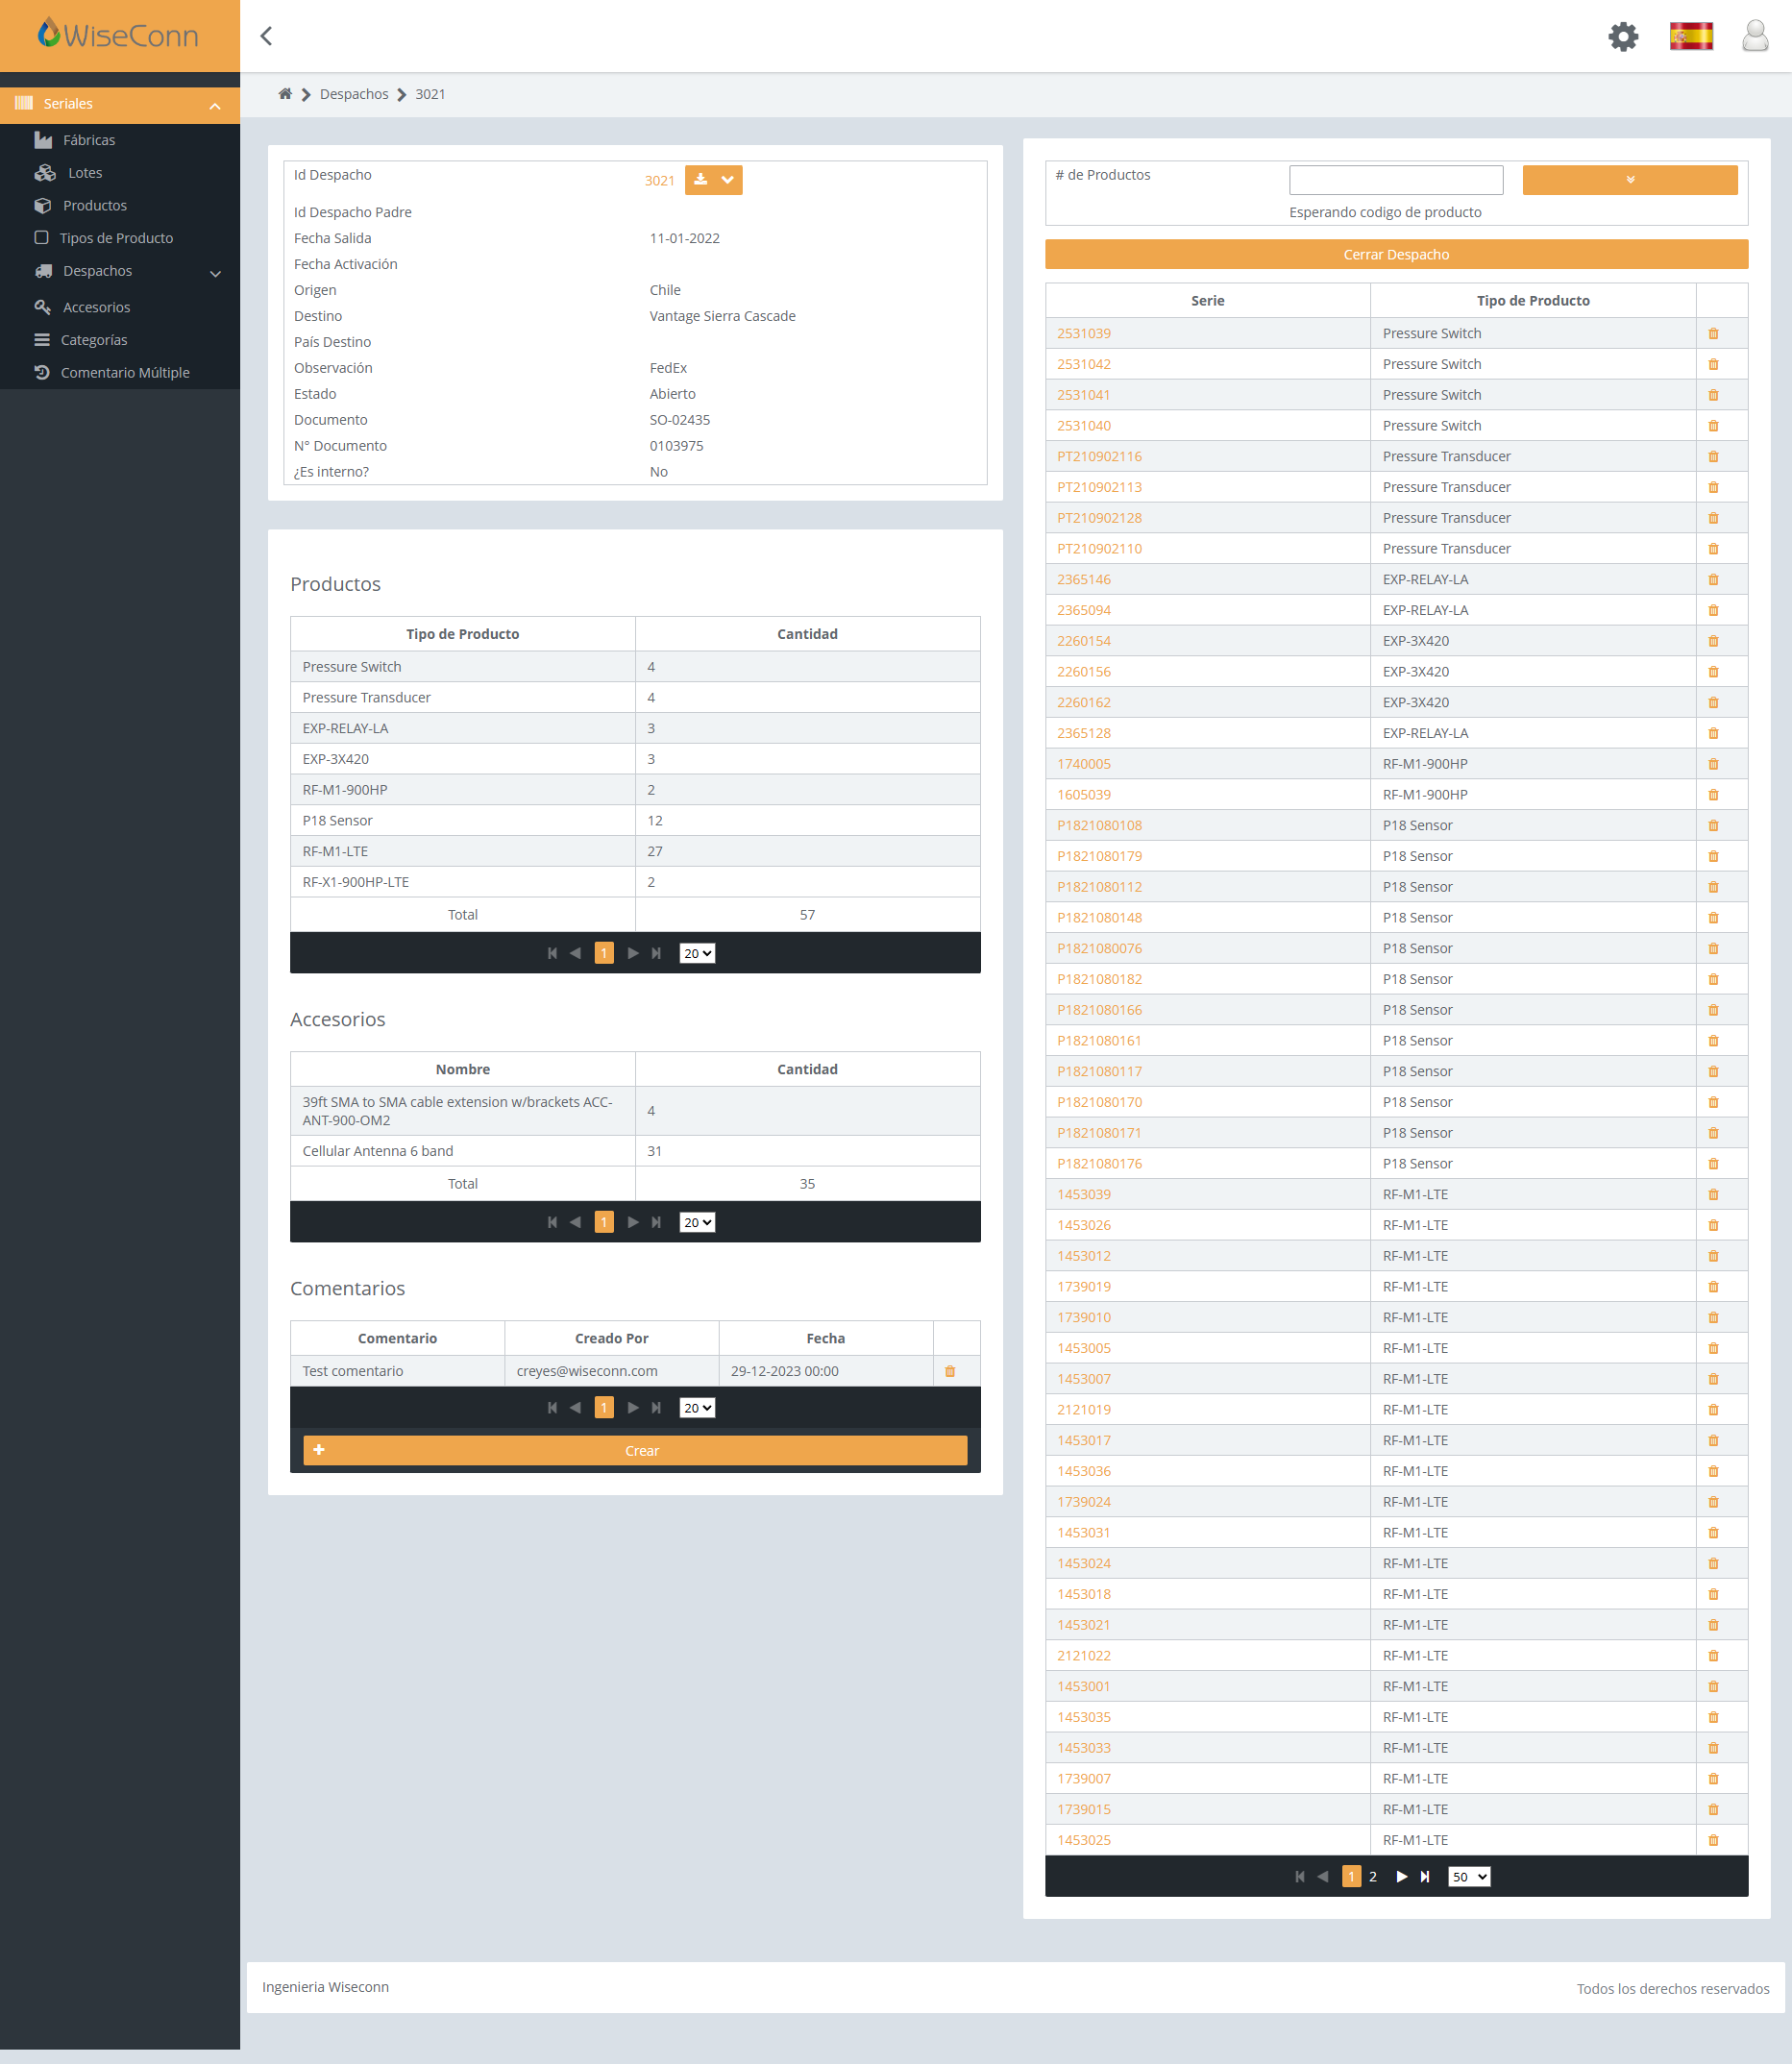 WiseConn
Seriales
Fábricas
Lotes
Productos
Tipos de Producto
Despachos
Accesorios
Categorías
Comentario Múltiple
Despachos 3021
Id Despacho 3021
Id Despacho Padre
Fecha Salida 11-01-2022
Fecha Activación
Origen Chile
Destino Vantage Sierra Cascade
País Destino
Observación FedEx
Estado Abierto
Documento SO-02435
N° Documento 0103975
¿Es interno? No
Productos
Tipo de Producto Cantidad
Pressure Switch 4
Pressure Transducer 4
EXP-RELAY-LA 3
EXP-3X420 3
RF-M1-900HP 2
P18 Sensor 12
RF-M1-LTE 27
RF-X1-900HP-LTE 2
Total 57
1 20
Accesorios
Nombre Cantidad
39ft SMA to SMA cable extension w/brackets ACC-
ANT-900-OM2 4
Cellular Antenna 6 band 31
Total 35
1 20
Comentarios
Comentario Creado Por Fecha
Test comentario creyes@wiseconn.com 29-12-2023 00:00
1 20
Crear
# de Productos
Esperando codigo de producto
Cerrar Despacho
Serie Tipo de Producto
2531039 Pressure Switch
2531042 Pressure Switch
2531041 Pressure Switch
2531040 Pressure Switch
PT210902116 Pressure Transducer
PT210902113 Pressure Transducer
PT210902128 Pressure Transducer
PT210902110 Pressure Transducer
2365146 EXP-RELAY-LA
2365094 EXP-RELAY-LA
2260154 EXP-3X420
2260156 EXP-3X420
2260162 EXP-3X420
2365128 EXP-RELAY-LA
1740005 RF-M1-900HP
1605039 RF-M1-900HP
P1821080108 P18 Sensor
P1821080179 P18 Sensor
P1821080112 P18 Sensor
P1821080148 P18 Sensor
P1821080076 P18 Sensor
P1821080182 P18 Sensor
P1821080166 P18 Sensor
P1821080161 P18 Sensor
P1821080117 P18 Sensor
P1821080170 P18 Sensor
P1821080171 P18 Sensor
P1821080176 P18 Sensor
1453039 RF-M1-LTE
1453026 RF-M1-LTE
1453012 RF-M1-LTE
1739019 RF-M1-LTE
1739010 RF-M1-LTE
1453005 RF-M1-LTE
1453007 RF-M1-LTE
2121019 RF-M1-LTE
1453017 RF-M1-LTE
1453036 RF-M1-LTE
1739024 RF-M1-LTE
1453031 RF-M1-LTE
1453024 RF-M1-LTE
1453018 RF-M1-LTE
1453021 RF-M1-LTE
2121022 RF-M1-LTE
1453001 RF-M1-LTE
1453035 RF-M1-LTE
1453033 RF-M1-LTE
1739007 RF-M1-LTE
1739015 RF-M1-LTE
1453025 RF-M1-LTE
1 2 50
Ingenieria Wiseconn
Todos los derechos reservados